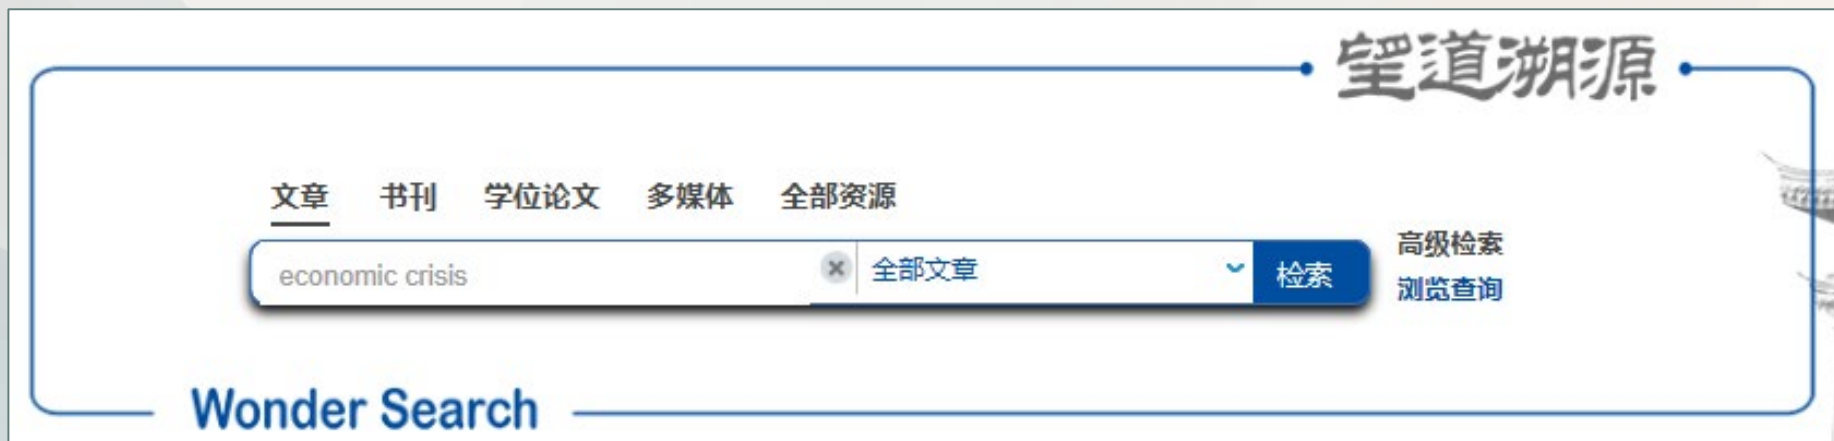 望道溯源
文章 书刊 学位论文 多媒体 全部资源
economic crisis 全部文章 检索
高级检索
浏览查询
Wonder Search